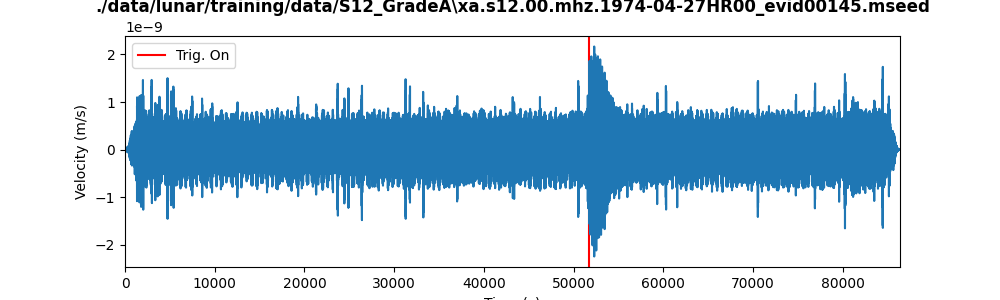 ./data/lunar/training/data/S12_GradeA\xa.s12.00.mhz.1974-04-27HR00_evid00145.mseed
1e−9
Trig. On
2
1
0
−1
−2
Velocity (m/s)
0 10000 20000 30000 40000 50000 60000 70000 80000
Time (s)